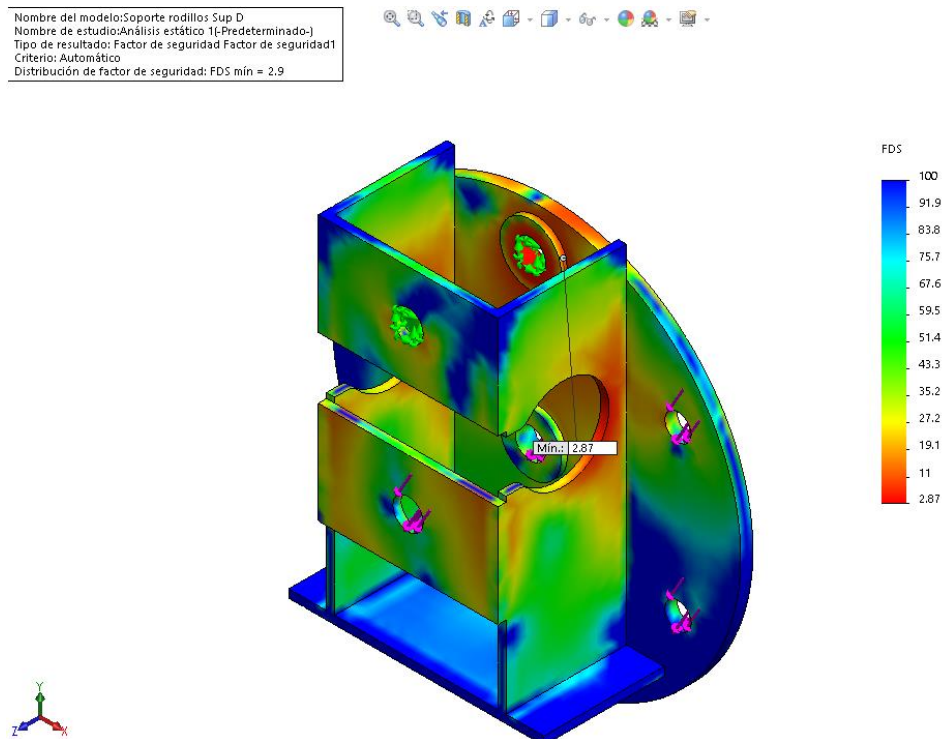 Nombre del modelo:Soporte rodillos Sup D
Nombre de estudio:Análisis estático 1(-Predeterminado-)
Tipo de resultado: Factor de seguridad Factor de seguridad1
Criterio: Automático
Distribución de factor de seguridad: FDS mín = 2.9
FDS
100
91.9
83.8
75.7
67.6
59.5
51.4
43.3
35.2
27.2
19.1
11
2.87
Mín.: 2.87
Y
Z
X